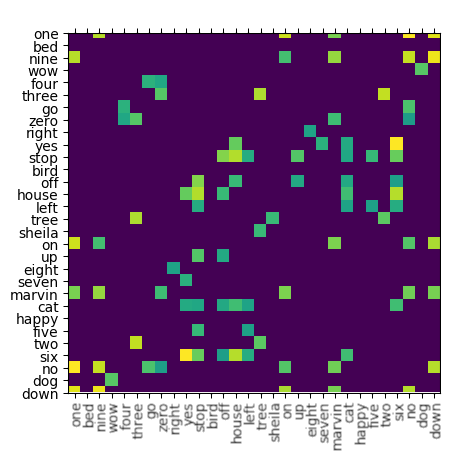 one
bed
nine
wow
four
three
go
zero
right
yes
stop
bird
off
house
left
tree
sheila
on
up
eight
seven
marvin
cat
happy
five
two
six
no
dog
down
one
bed
nine
wow
four
three
go
zero
right
yes
stop
bird
off
house
left
tree
sheila
on
up
eight
seven
marvin
cat
happy
five
two
six
no
dog
down